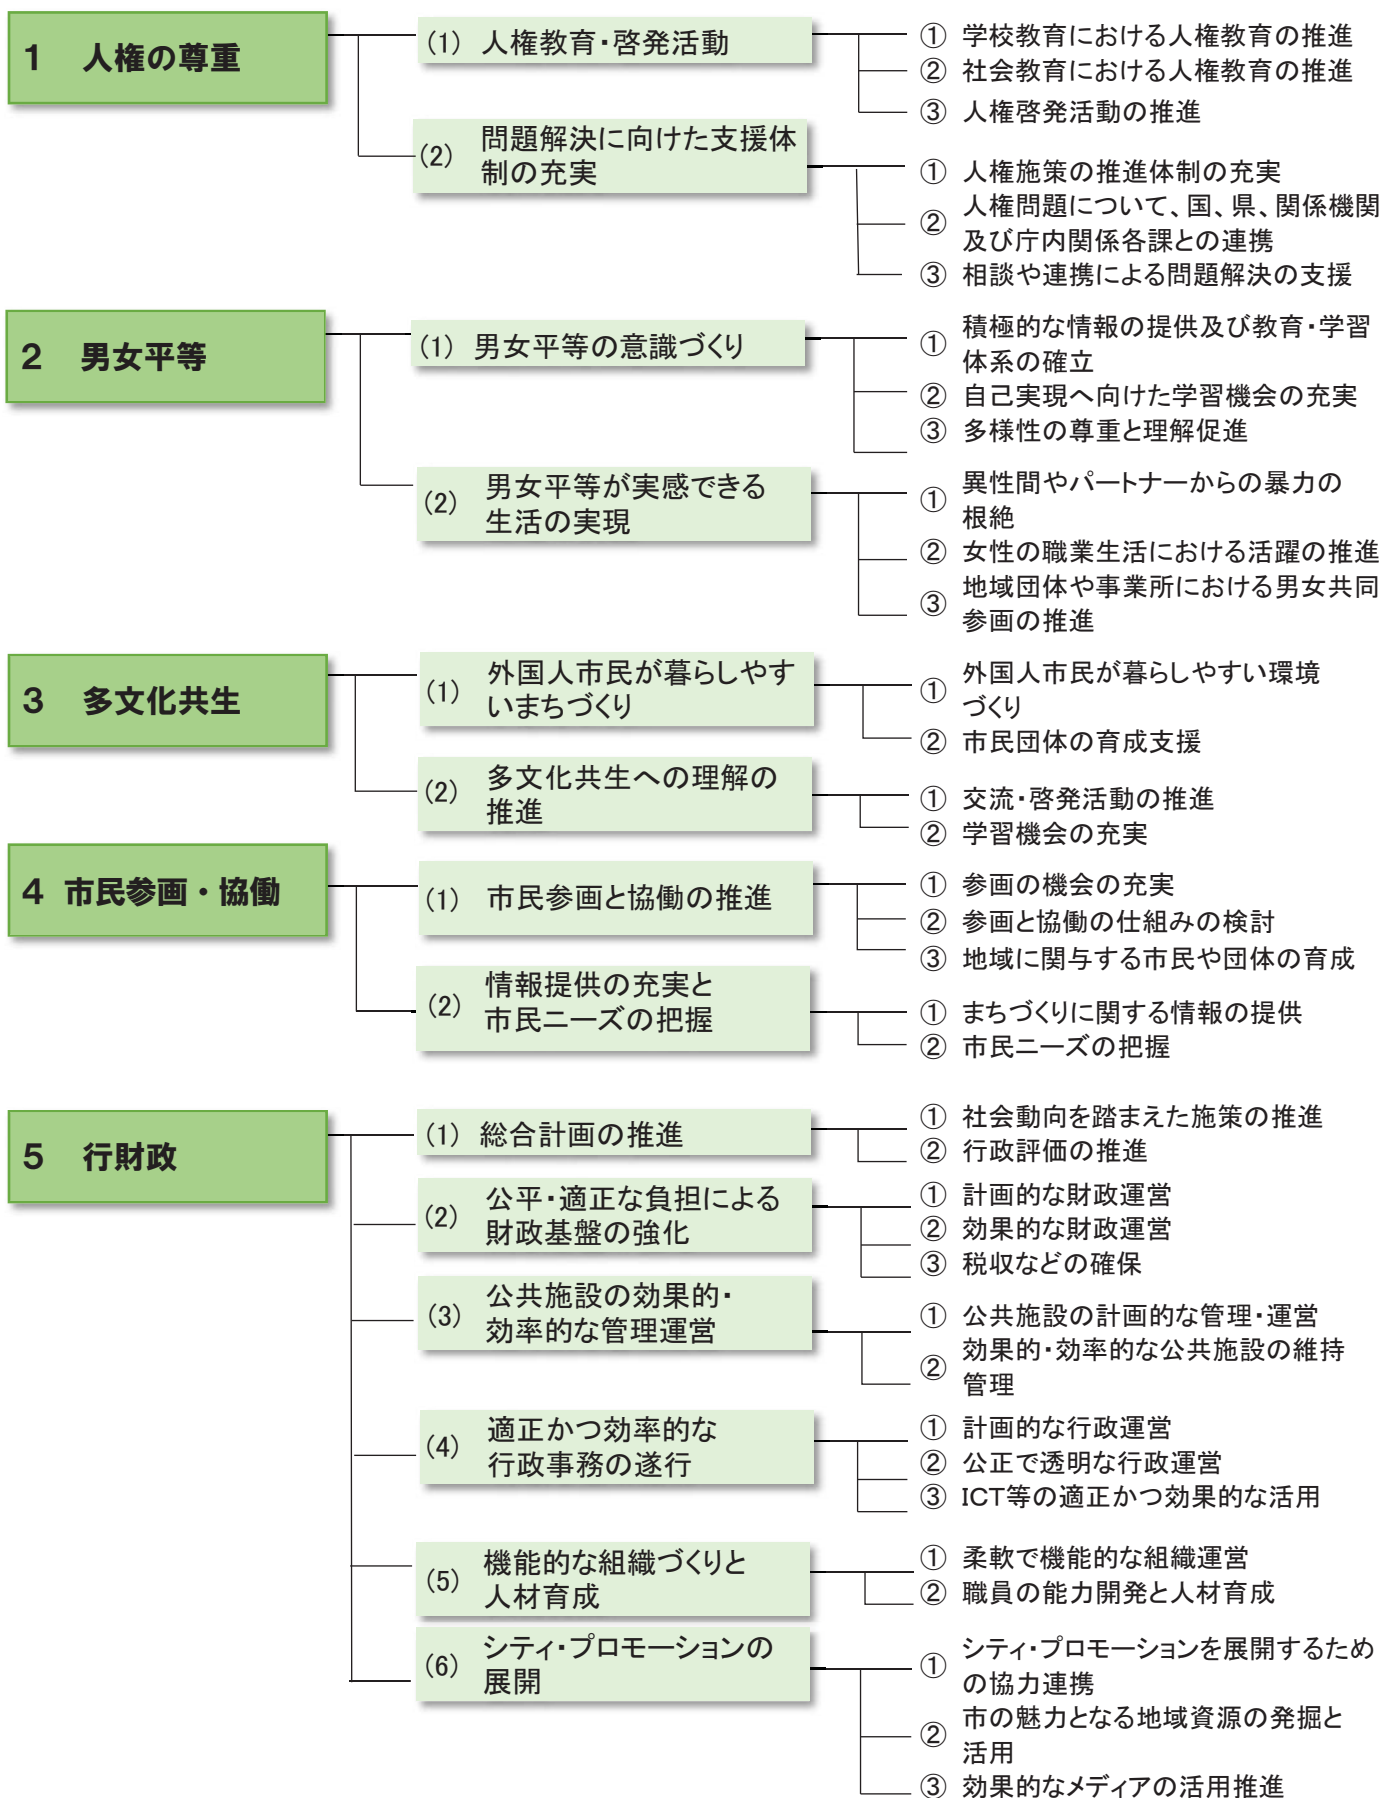 1 人権の尊重
(1) 人権教育・啓発活動
① 学校教育における人権教育の推進
② 社会教育における人権教育の推進
③ 人権啓発活動の推進
(2) 問題解決に向けた支援体
制の充実
① 人権施策の推進体制の充実
② 人権問題について、国、県、関係機関
及び庁内関係各課との連携
③ 相談や連携による問題解決の支援
2 男女平等
(1) 男女平等の意識づくり
① 積極的な情報の提供及び教育・学習
体系の確立
② 自己実現へ向けた学習機会の充実
③ 多様性の尊重と理解促進
(2) 男女平等が実感できる
生活の実現
① 異性間やパートナーからの暴力の
根絶
② 女性の職業生活における活躍の推進
③ 地域団体や事業所における男女共同
参画の推進
3 多文化共生
(1) 外国人市民が暮らしやす
いまちづくり
① 外国人市民が暮らしやすい環境
づくり
② 市民団体の育成支援
(2) 多文化共生への理解の
推進
① 交流・啓発活動の推進
② 学習機会の充実
4 市民参画・協働
(1) 市民参画と協働の推進
① 参画の機会の充実
② 参画と協働の仕組みの検討
③ 地域に関与する市民や団体の育成
(2) 情報提供の充実と
市民ニーズの把握
① まちづくりに関する情報の提供
② 市民ニーズの把握
5 行財政
(1) 総合計画の推進
① 社会動向を踏まえた施策の推進
② 行政評価の推進
(2) 公平・適正な負担による
財政基盤の強化
① 計画的な財政運営
② 効果的な財政運営
③ 税収などの確保
(3) 公共施設の効果的・
効率的な管理運営
① 公共施設の計画的な管理・運営
② 効果的・効率的な公共施設の維持
管理
(4) 適正かつ効率的な
行政事務の遂行
① 計画的な行政運営
② 公正で透明な行政運営
③ ICT等の適正かつ効果的な活用
(5) 機能的な組織づくりと
人材育成
① 柔軟で機能的な組織運営
② 職員の能力開発と人材育成
(6) シティ・プロモーションの
展開
① シティ・プロモーションを展開するため
の協力連携
② 市の魅力となる地域資源の発掘と
活用
③ 効果的なメディアの活用推進